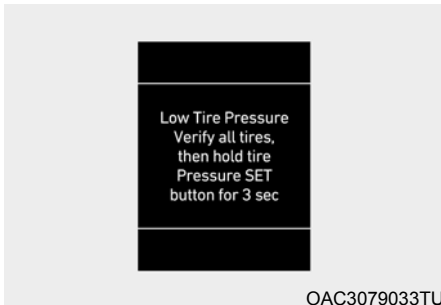 Low Tire Pressure
Verify all tires,
then hold tire
Pressure SET
button for 3 sec
OAC3079033TU